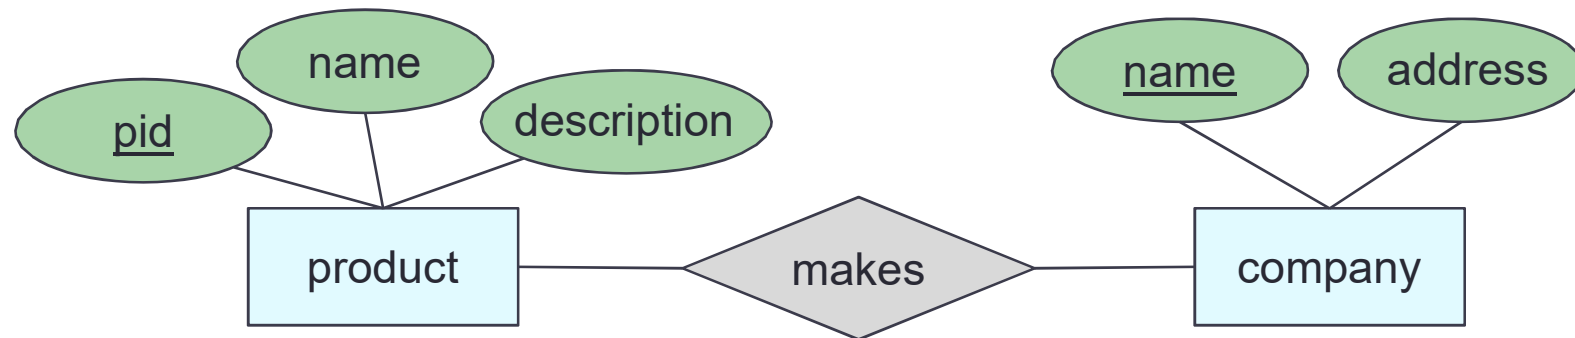 name
pid
description
name
address
product
makes
company